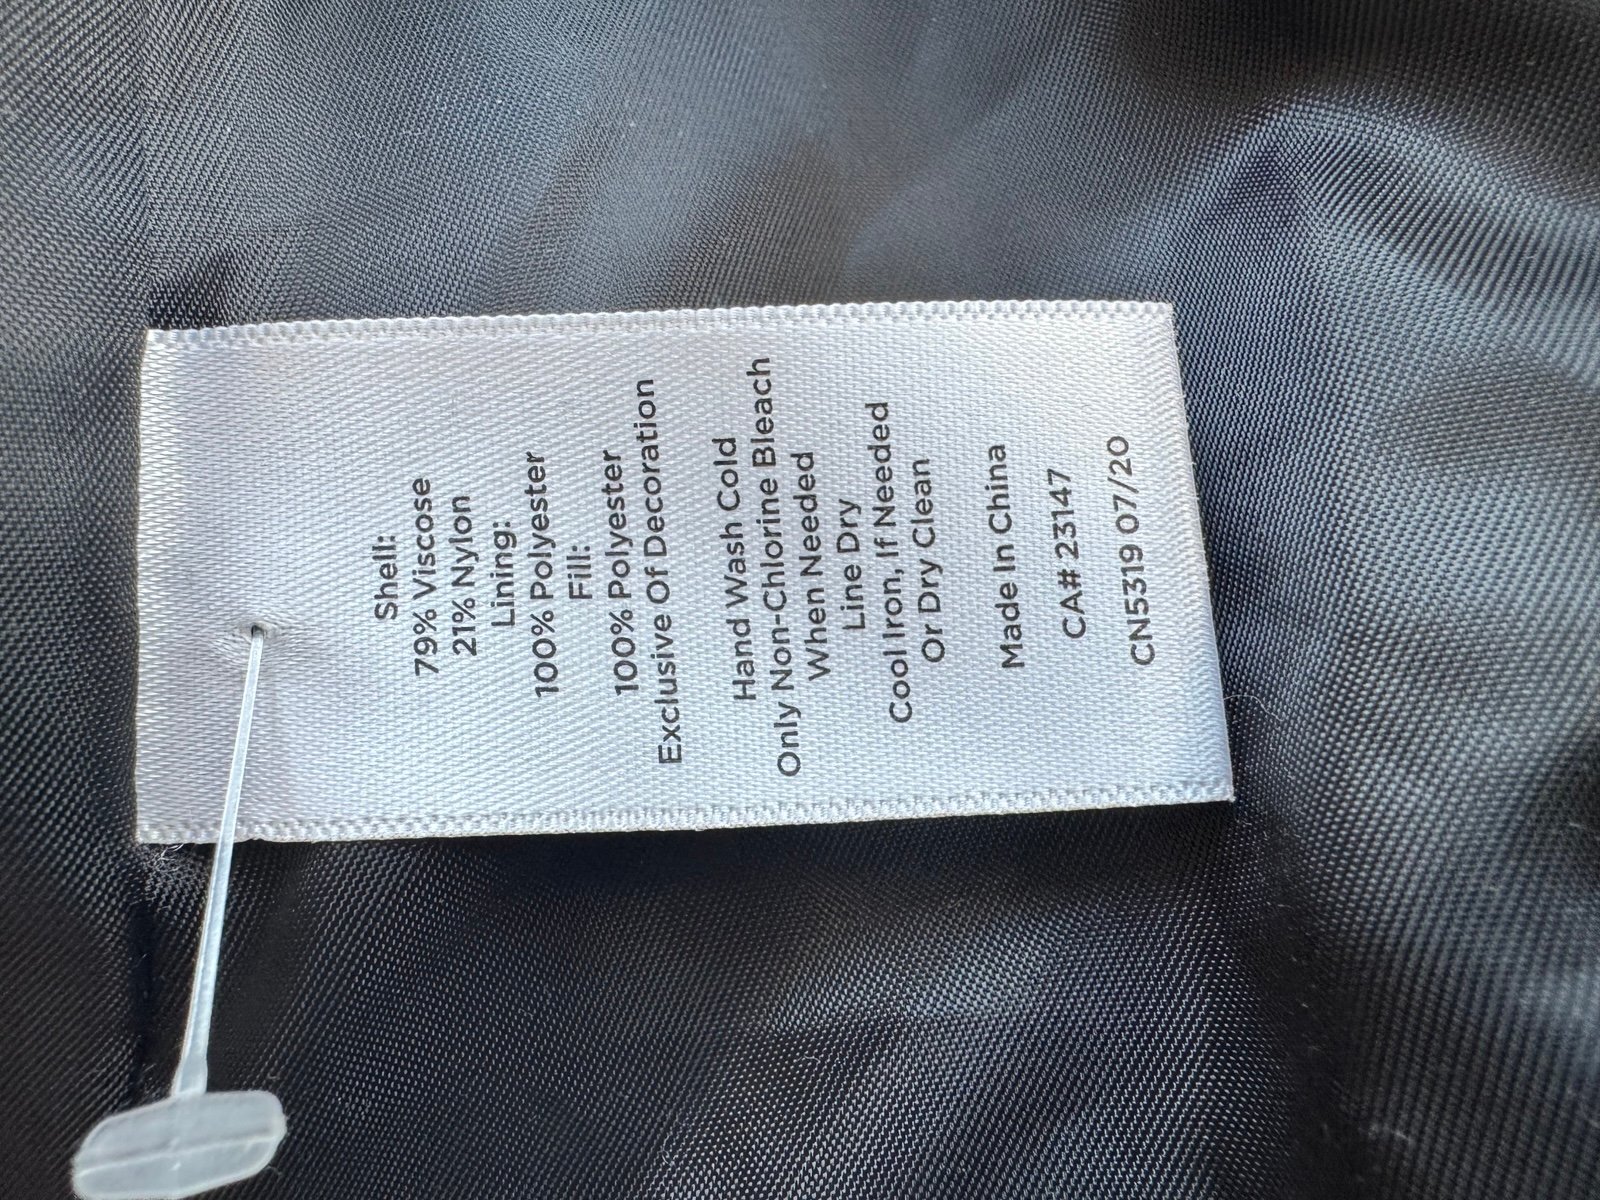 Shell:
79% Viscose
21% Nylon
Lining:
100% Polyester
Fill:
100% Polyester
Exclusive Of Decoration
Hand Wash Cold
Only Non-Chlorine Bleach
When Needed
Line Dry
Cool Iron, If Needed
Or Dry Clean
Made In China
CA# 23147
CN5319 07/20